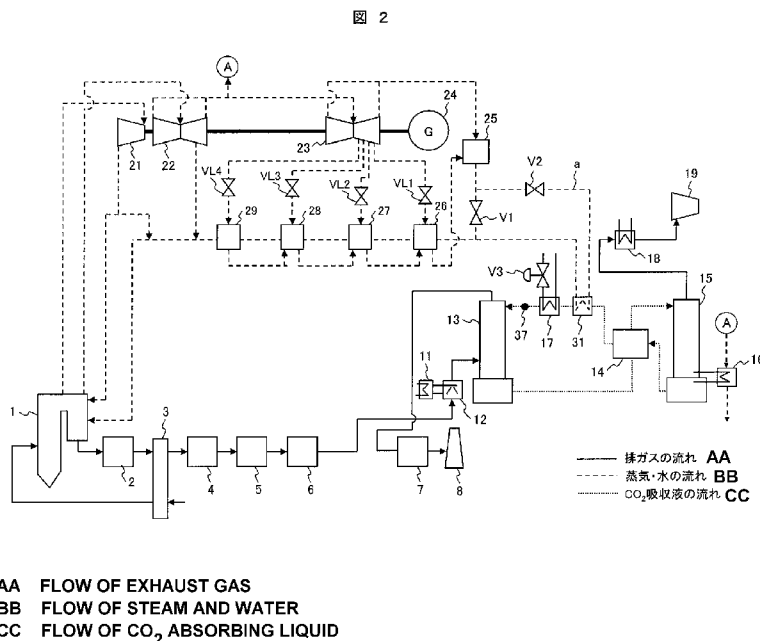 図 2
A
24
G
25
21
22
23
V2
a
19
VL4
VL3
VL2
VL1
29
28
27
26
V1
18
V3
15
13
A
11
37
17
31
14
16
12
1
3
2
4
5
6
7
8
排ガスの流れ AA
蒸気・水の流れ BB
CO₂吸収液の流れ CC
AA FLOW OF EXHAUST GAS
BB FLOW OF STEAM AND WATER
CC FLOW OF CO₂ ABSORBING LIQUID